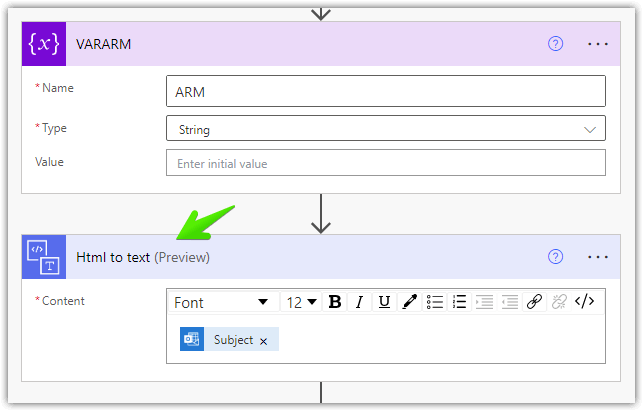 {x} VARARM ? ...
* Name ARM
* Type String
Value Enter initial value
</> T Html to text (Preview) ? ...
* Content Font 12 B I U </>
Subject ×